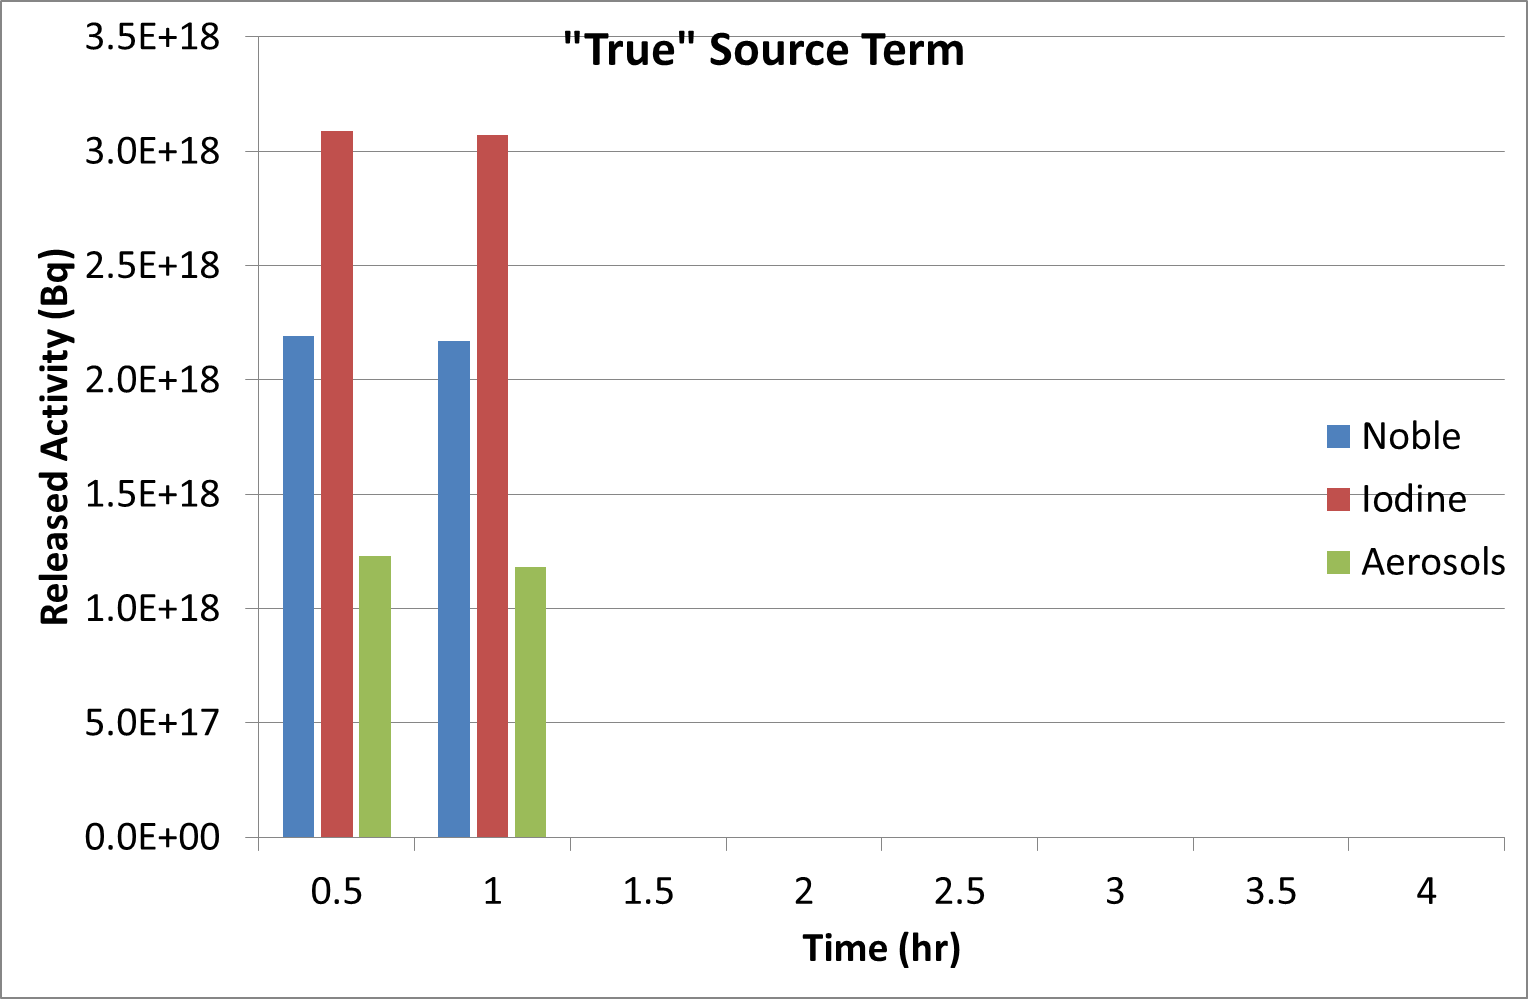 "True" Source Term
3.5E+18
3.0E+18
2.5E+18
2.0E+18
1.5E+18
1.0E+18
5.0E+17
0.0E+00
Released Activity (Bq)
Noble
Iodine
Aerosols
0.5 1 1.5 2 2.5 3 3.5 4
Time (hr)